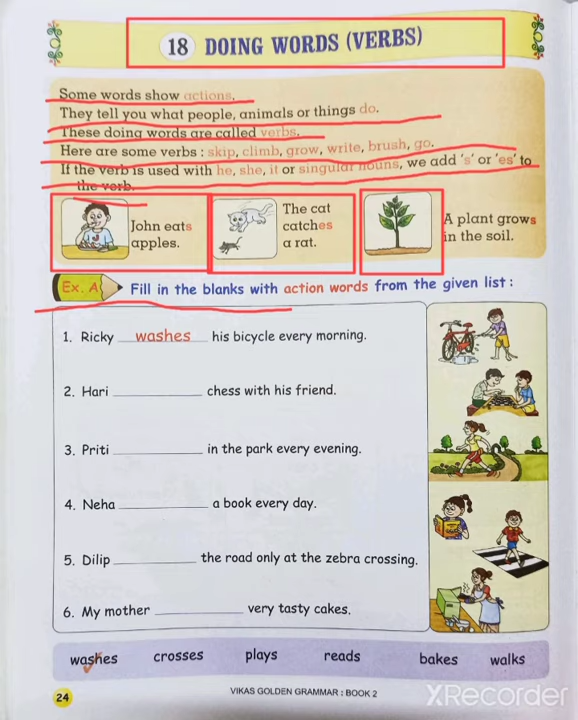 18 DOING WORDS (VERBS)
Some words show actions.
They tell you what people, animals or things do.
These doing words are called verbs.
Here are some verbs : skip, climb, grow, write, brush, go.
If the verb is used with he, she, it or singular nouns, we add 's' or 'es' to
the verb.
John eats
apples.
The cat
catches
a rat.
A plant grows
in the soil.
Ex. A Fill in the blanks with action words from the given list :
1. Ricky washes his bicycle every morning.
2. Hari ____________ chess with his friend.
3. Priti ____________ in the park every evening.
4. Neha ____________ a book every day.
5. Dilip ____________ the road only at the zebra crossing.
6. My mother ____________ very tasty cakes.
washes crosses plays reads bakes walks
24
VIKAS GOLDEN GRAMMAR : BOOK 2
XRecorder